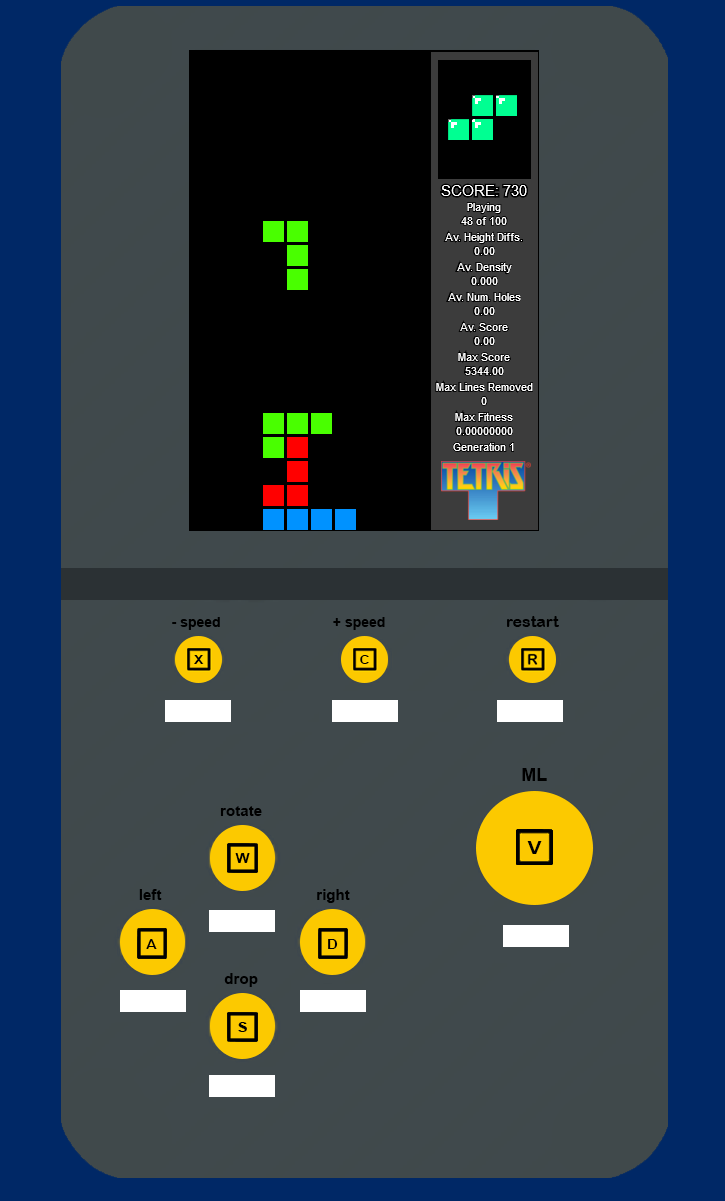 SCORE: 730
Playing
48 of 100
Av. Height Diffs.
0.00
Av. Density
0.000
Av. Num. Holes
0.00
Av. Score
0.00
Max Score
5344.00
Max Lines Removed
0
Max Fitness
0.00000000
Generation 1
TETRIS
- speed + speed restart
X C R
ML
rotate
V
W
left right
A D
drop
S